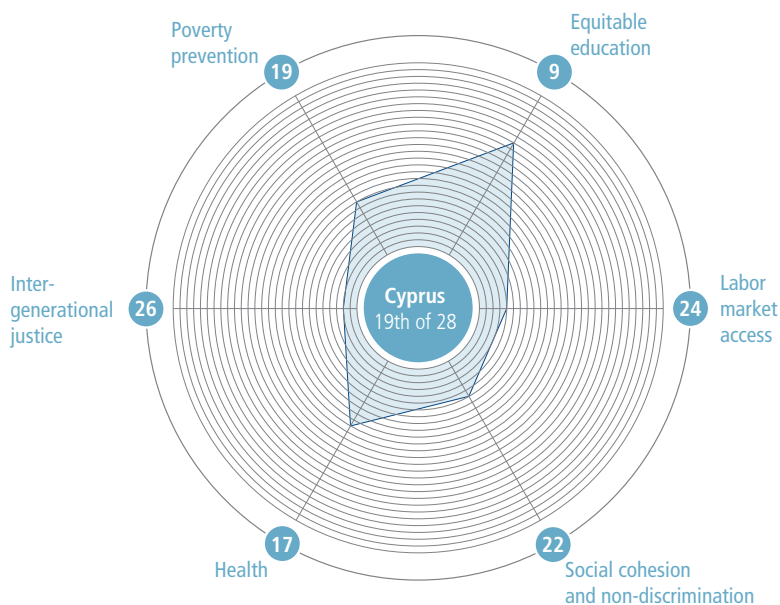 Poverty
prevention
19
Equitable
education
9
Inter-
generational
justice
26
Cyprus
19th of 28
24
Labor
market
access
17
Health
22
Social cohesion
and non-discrimination